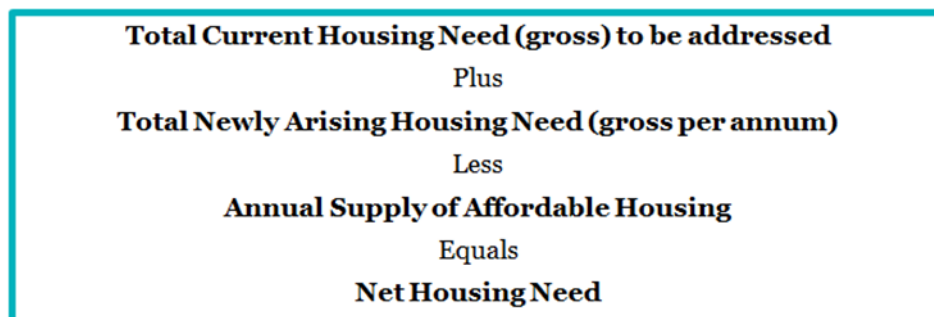 Total Current Housing Need (gross) to be addressed
Plus
Total Newly Arising Housing Need (gross per annum)
Less
Annual Supply of Affordable Housing
Equals
Net Housing Need